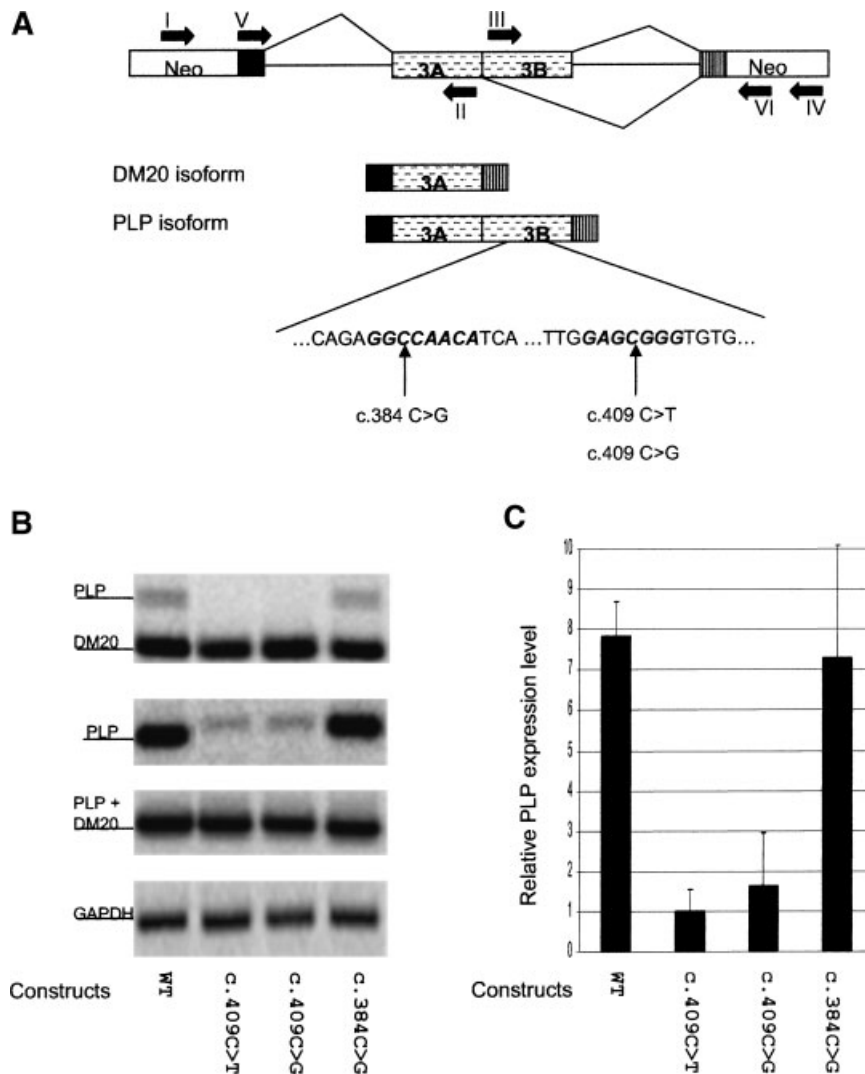 A
I V III
Neo 3A 3B Neo
II VI IV
DM20 isoform
3A
PLP isoform
3A 3B
...CAGAGGCCAACATCA ...TTGGAGCGGGTGTG...
c.384 C>G
c.409 C>T
c.409 C>G
B
PLP
DM20
PLP
PLP +
DM20
GAPDH
Constructs
WT
c.409C>T
c.409C>G
c.384C>G
C
Relative PLP expression level
10
9
8
7
6
5
4
3
2
1
0
Constructs
WT
c.409C>T
c.409C>G
c.384C>G